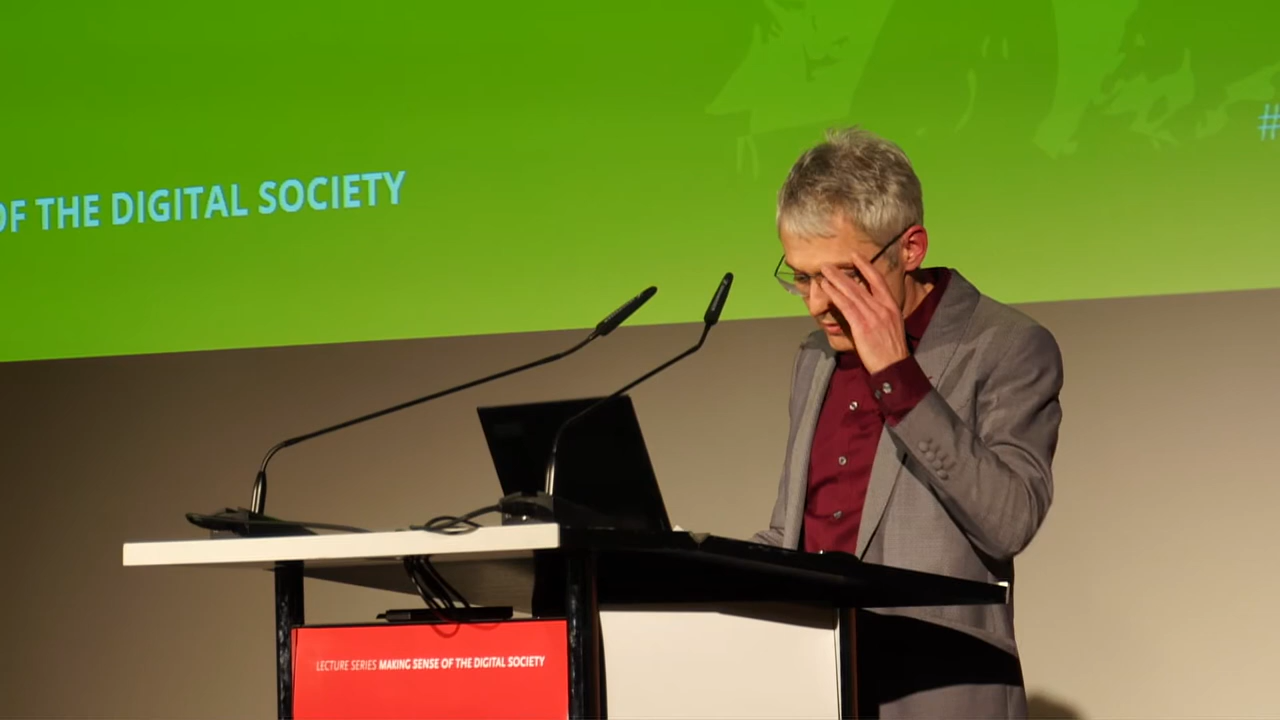 OF THE DIGITAL SOCIETY
#
LECTURE SERIES MAKING SENSE OF THE DIGITAL SOCIETY